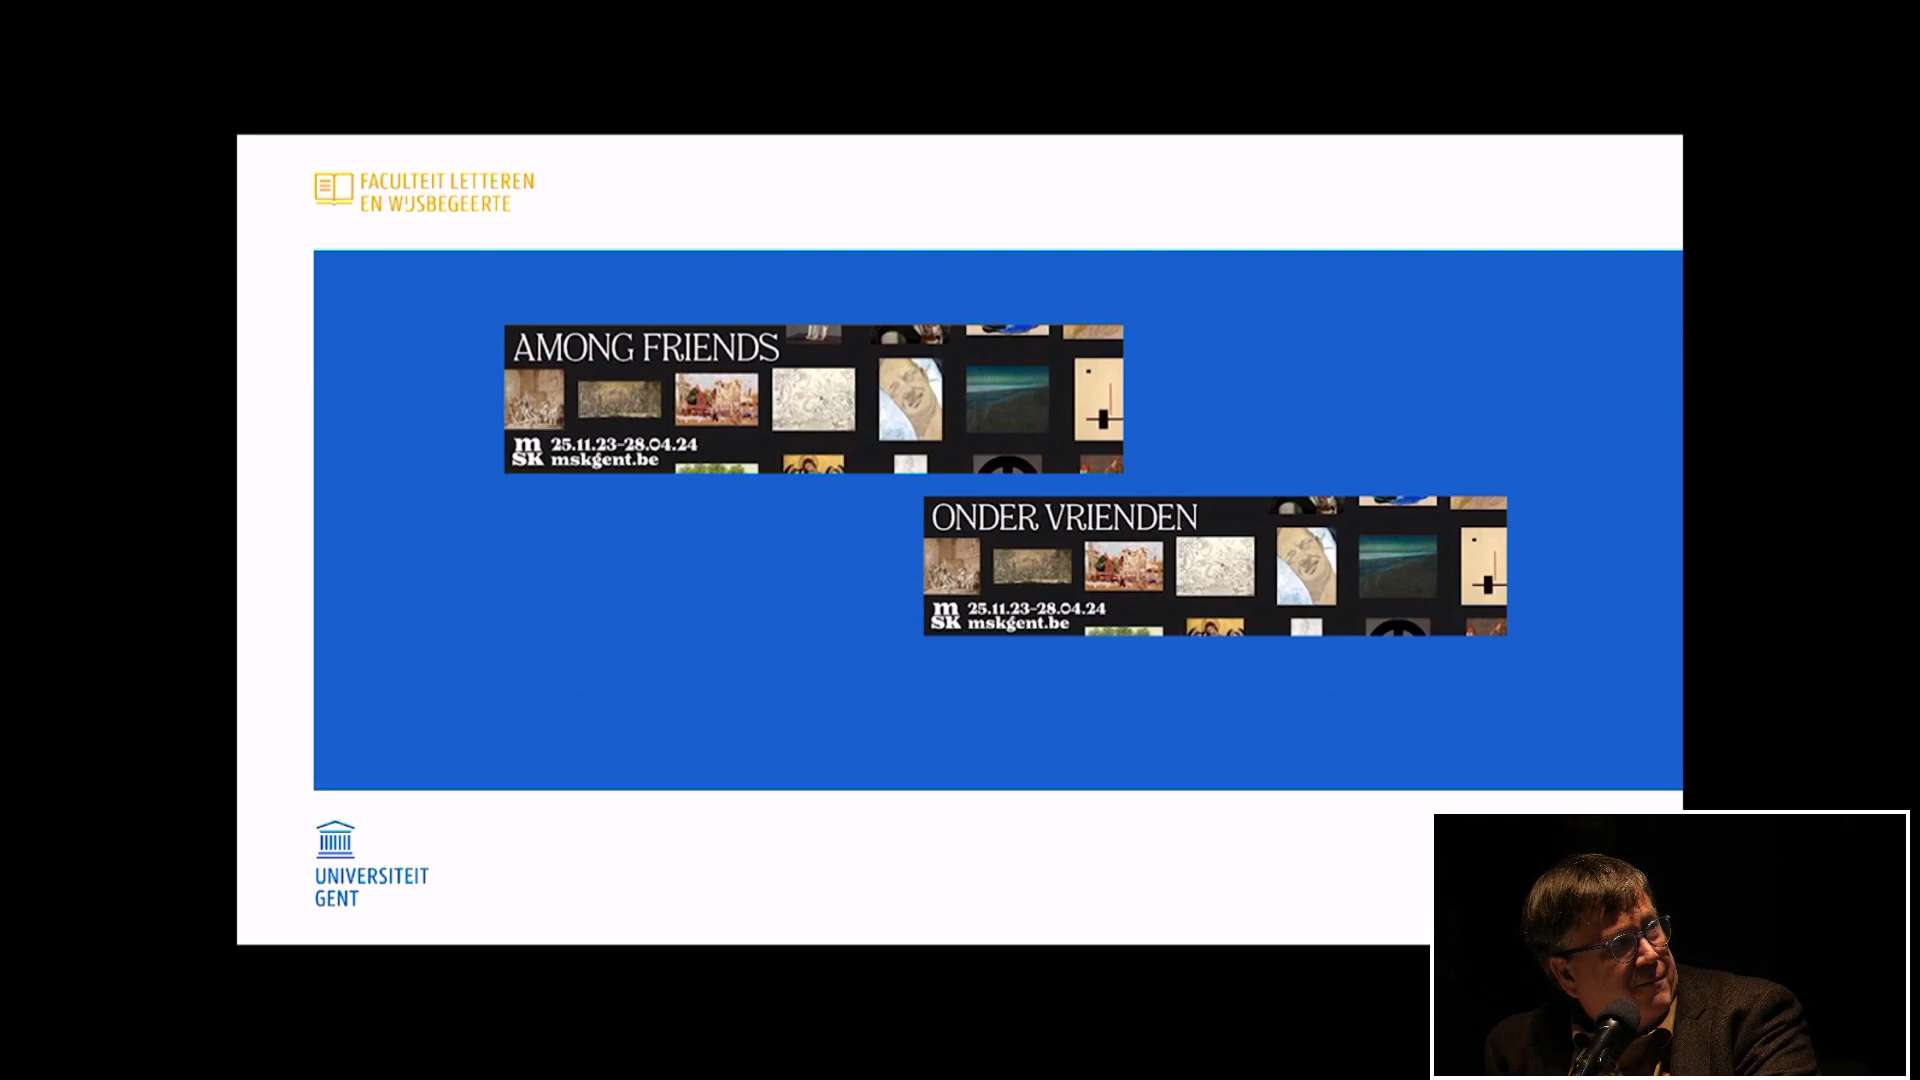 FACULTEIT LETTEREN
EN WIJSBEGEERTE
AMONG FRIENDS
m
SK
25.11.23–28.04.24
mskgent.be
ONDER VRIENDEN
m
SK
25.11.23–28.04.24
mskgent.be
UNIVERSITEIT
GENT